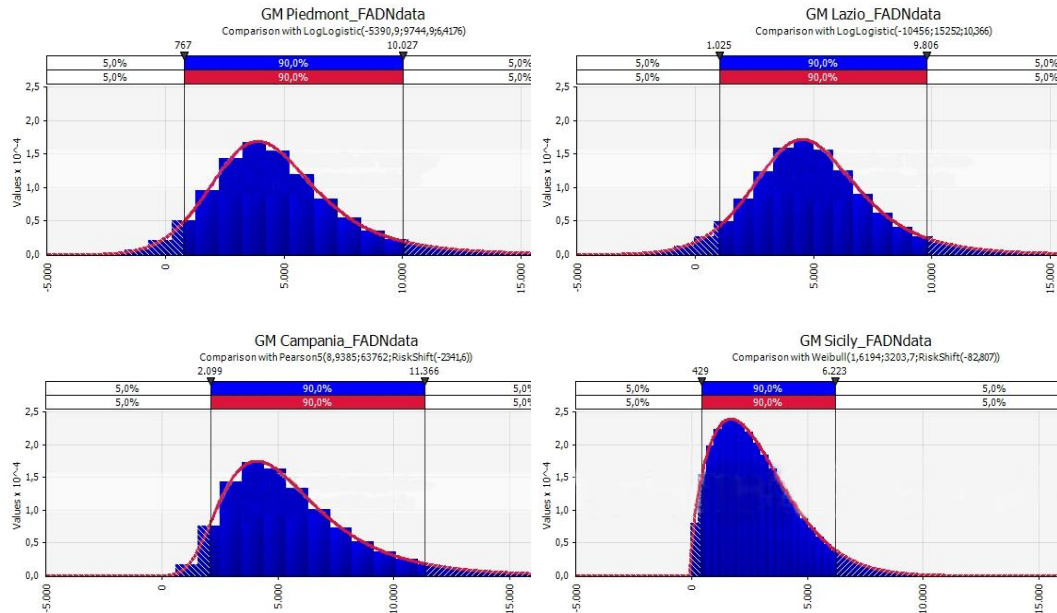 GM Piedmont_FADNdata
Comparison with LogLogistic(-5390,9;9744,9;6,4176)
767 10.027
5,0% 90,0% 5,0%
5,0% 90,0% 5,0%
Values x 10^-4
2,5
2,0
1,5
1,0
0,5
0,0
-5.000 0 5.000 10.000 15.000
GM Lazio_FADNdata
Comparison with LogLogistic(-10456;15252;10,366)
1.025 9.806
5,0% 90,0% 5,0%
5,0% 90,0% 5,0%
Values x 10^-4
2,5
2,0
1,5
1,0
0,5
0,0
-5.000 0 5.000 10.000 15.000
GM Campania_FADNdata
Comparison with Pearson5(8,9385;63762;RiskShift(-2341,6))
2.099 11.366
5,0% 90,0% 5,0%
5,0% 90,0% 5,0%
Values x 10^-4
2,5
2,0
1,5
1,0
0,5
0,0
-5.000 0 5.000 10.000 15.000
GM Sicily_FADNdata
Comparison with Weibull(1,6194;3203,7;RiskShift(-82,807))
429 6.223
5,0% 90,0% 5,0%
5,0% 90,0% 5,0%
Values x 10^-4
2,5
2,0
1,5
1,0
0,5
0,0
-5.000 0 5.000 10.000 15.000